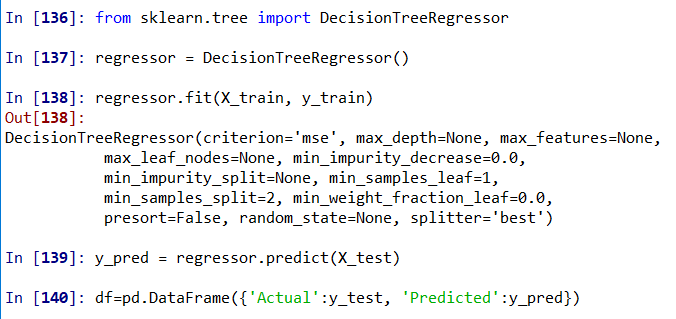 In [136]: from sklearn.tree import DecisionTreeRegressor
In [137]: regressor = DecisionTreeRegressor()
In [138]: regressor.fit(X_train, y_train)
Out[138]:
DecisionTreeRegressor(criterion='mse', max_depth=None, max_features=None,
max_leaf_nodes=None, min_impurity_decrease=0.0,
min_impurity_split=None, min_samples_leaf=1,
min_samples_split=2, min_weight_fraction_leaf=0.0,
presort=False, random_state=None, splitter='best')
In [139]: y_pred = regressor.predict(X_test)
In [140]: df=pd.DataFrame({'Actual':y_test, 'Predicted':y_pred})